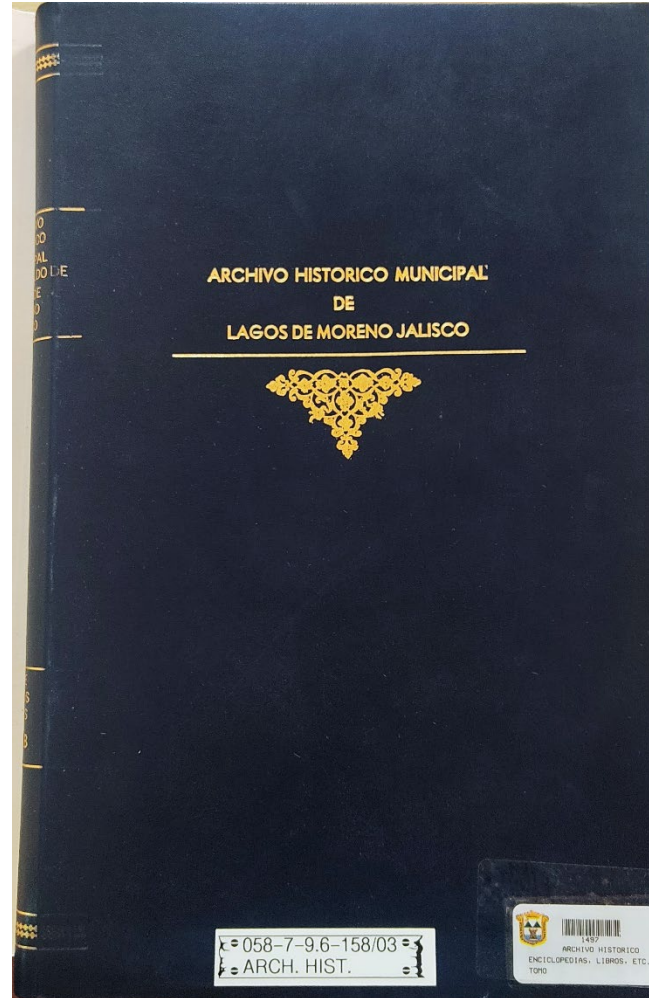 ARCHIVO HISTORICO MUNICIPAL
DE
LAGOS DE MORENO JALISCO
058-7-9.6-158/03
ARCH. HIST.
1497
ARCHIVO HISTORICO
ENCICLOPEDIAS, LIBROS, ETC.
TOMO